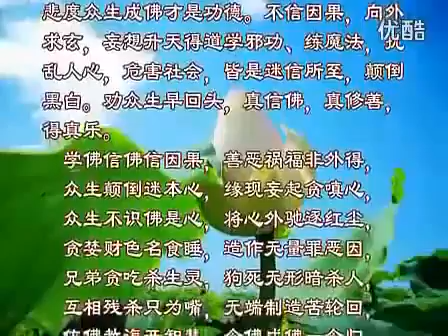 悲度众生成佛才是功德。不信因果，向外
求玄，妄想升天得道学邪功、练魔法，扰
乱人心，危害社会，皆是迷信所至，颠倒
黑白。劝众生早回头，真信佛，真修善，
得真乐。
学佛信佛信因果，善恶祸福非外得，
众生颠倒迷本心，缘现妄起贪嗔心，
众生不识佛是心，将心外驰逐红尘，
贪婪财色名食睡，造作无量罪恶因，
兄弟贪吃杀生灵，狗死无形暗杀人，
互相残杀只为嘴，无端制造苦轮回，
优酷